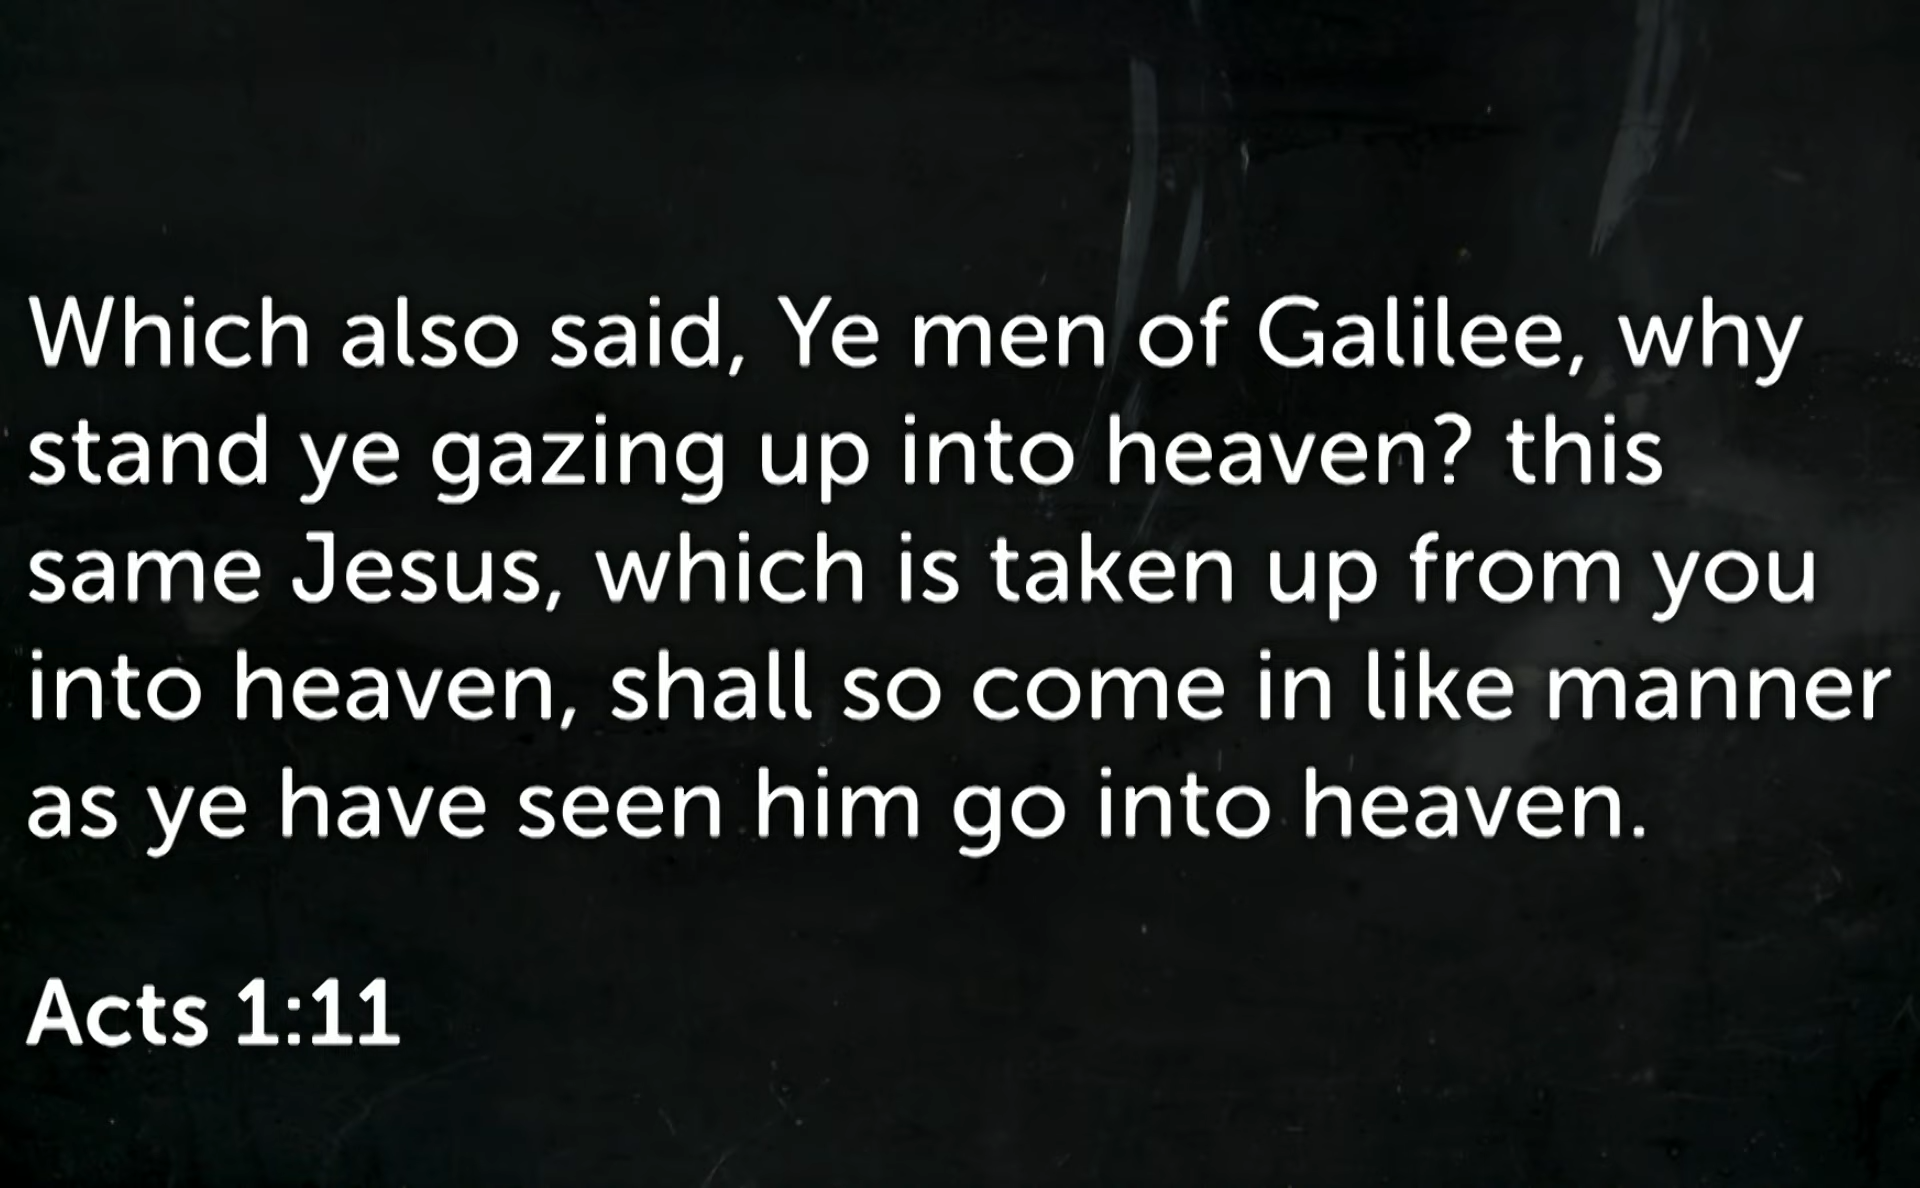 Which also said, Ye men of Galilee, why
stand ye gazing up into heaven? this
same Jesus, which is taken up from you
into heaven, shall so come in like manner
as ye have seen him go into heaven.
Acts 1:11